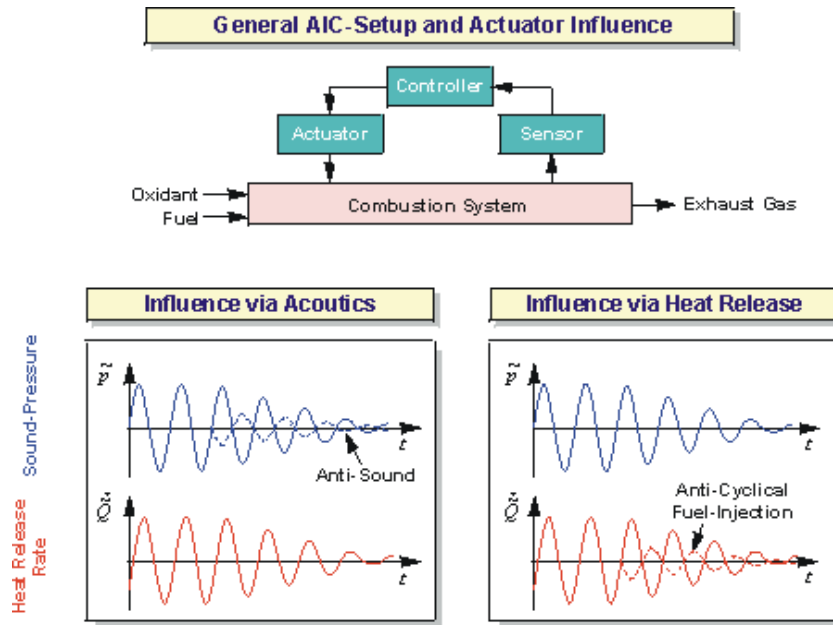 General AIC-Setup and Actuator Influence
Controller
Actuator
Sensor
Oxidant
Fuel
Combustion System
Exhaust Gas
Influence via Acoutics
Influence via Heat Release
Sound-Pressure
p̃
t
Anti-Sound
p̃
t
Heat Release
Rate
Q̃
t
Anti-Cyclical
Fuel-Injection
Q̃
t